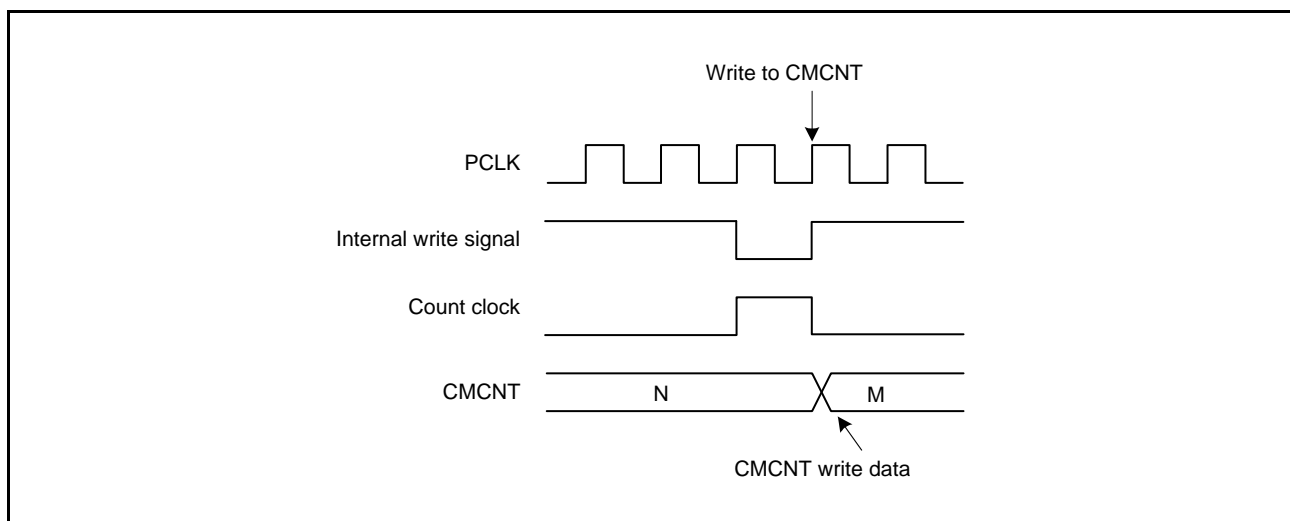 Write to CMCNT
PCLK
Internal write signal
Count clock
CMCNT
N
M
CMCNT write data